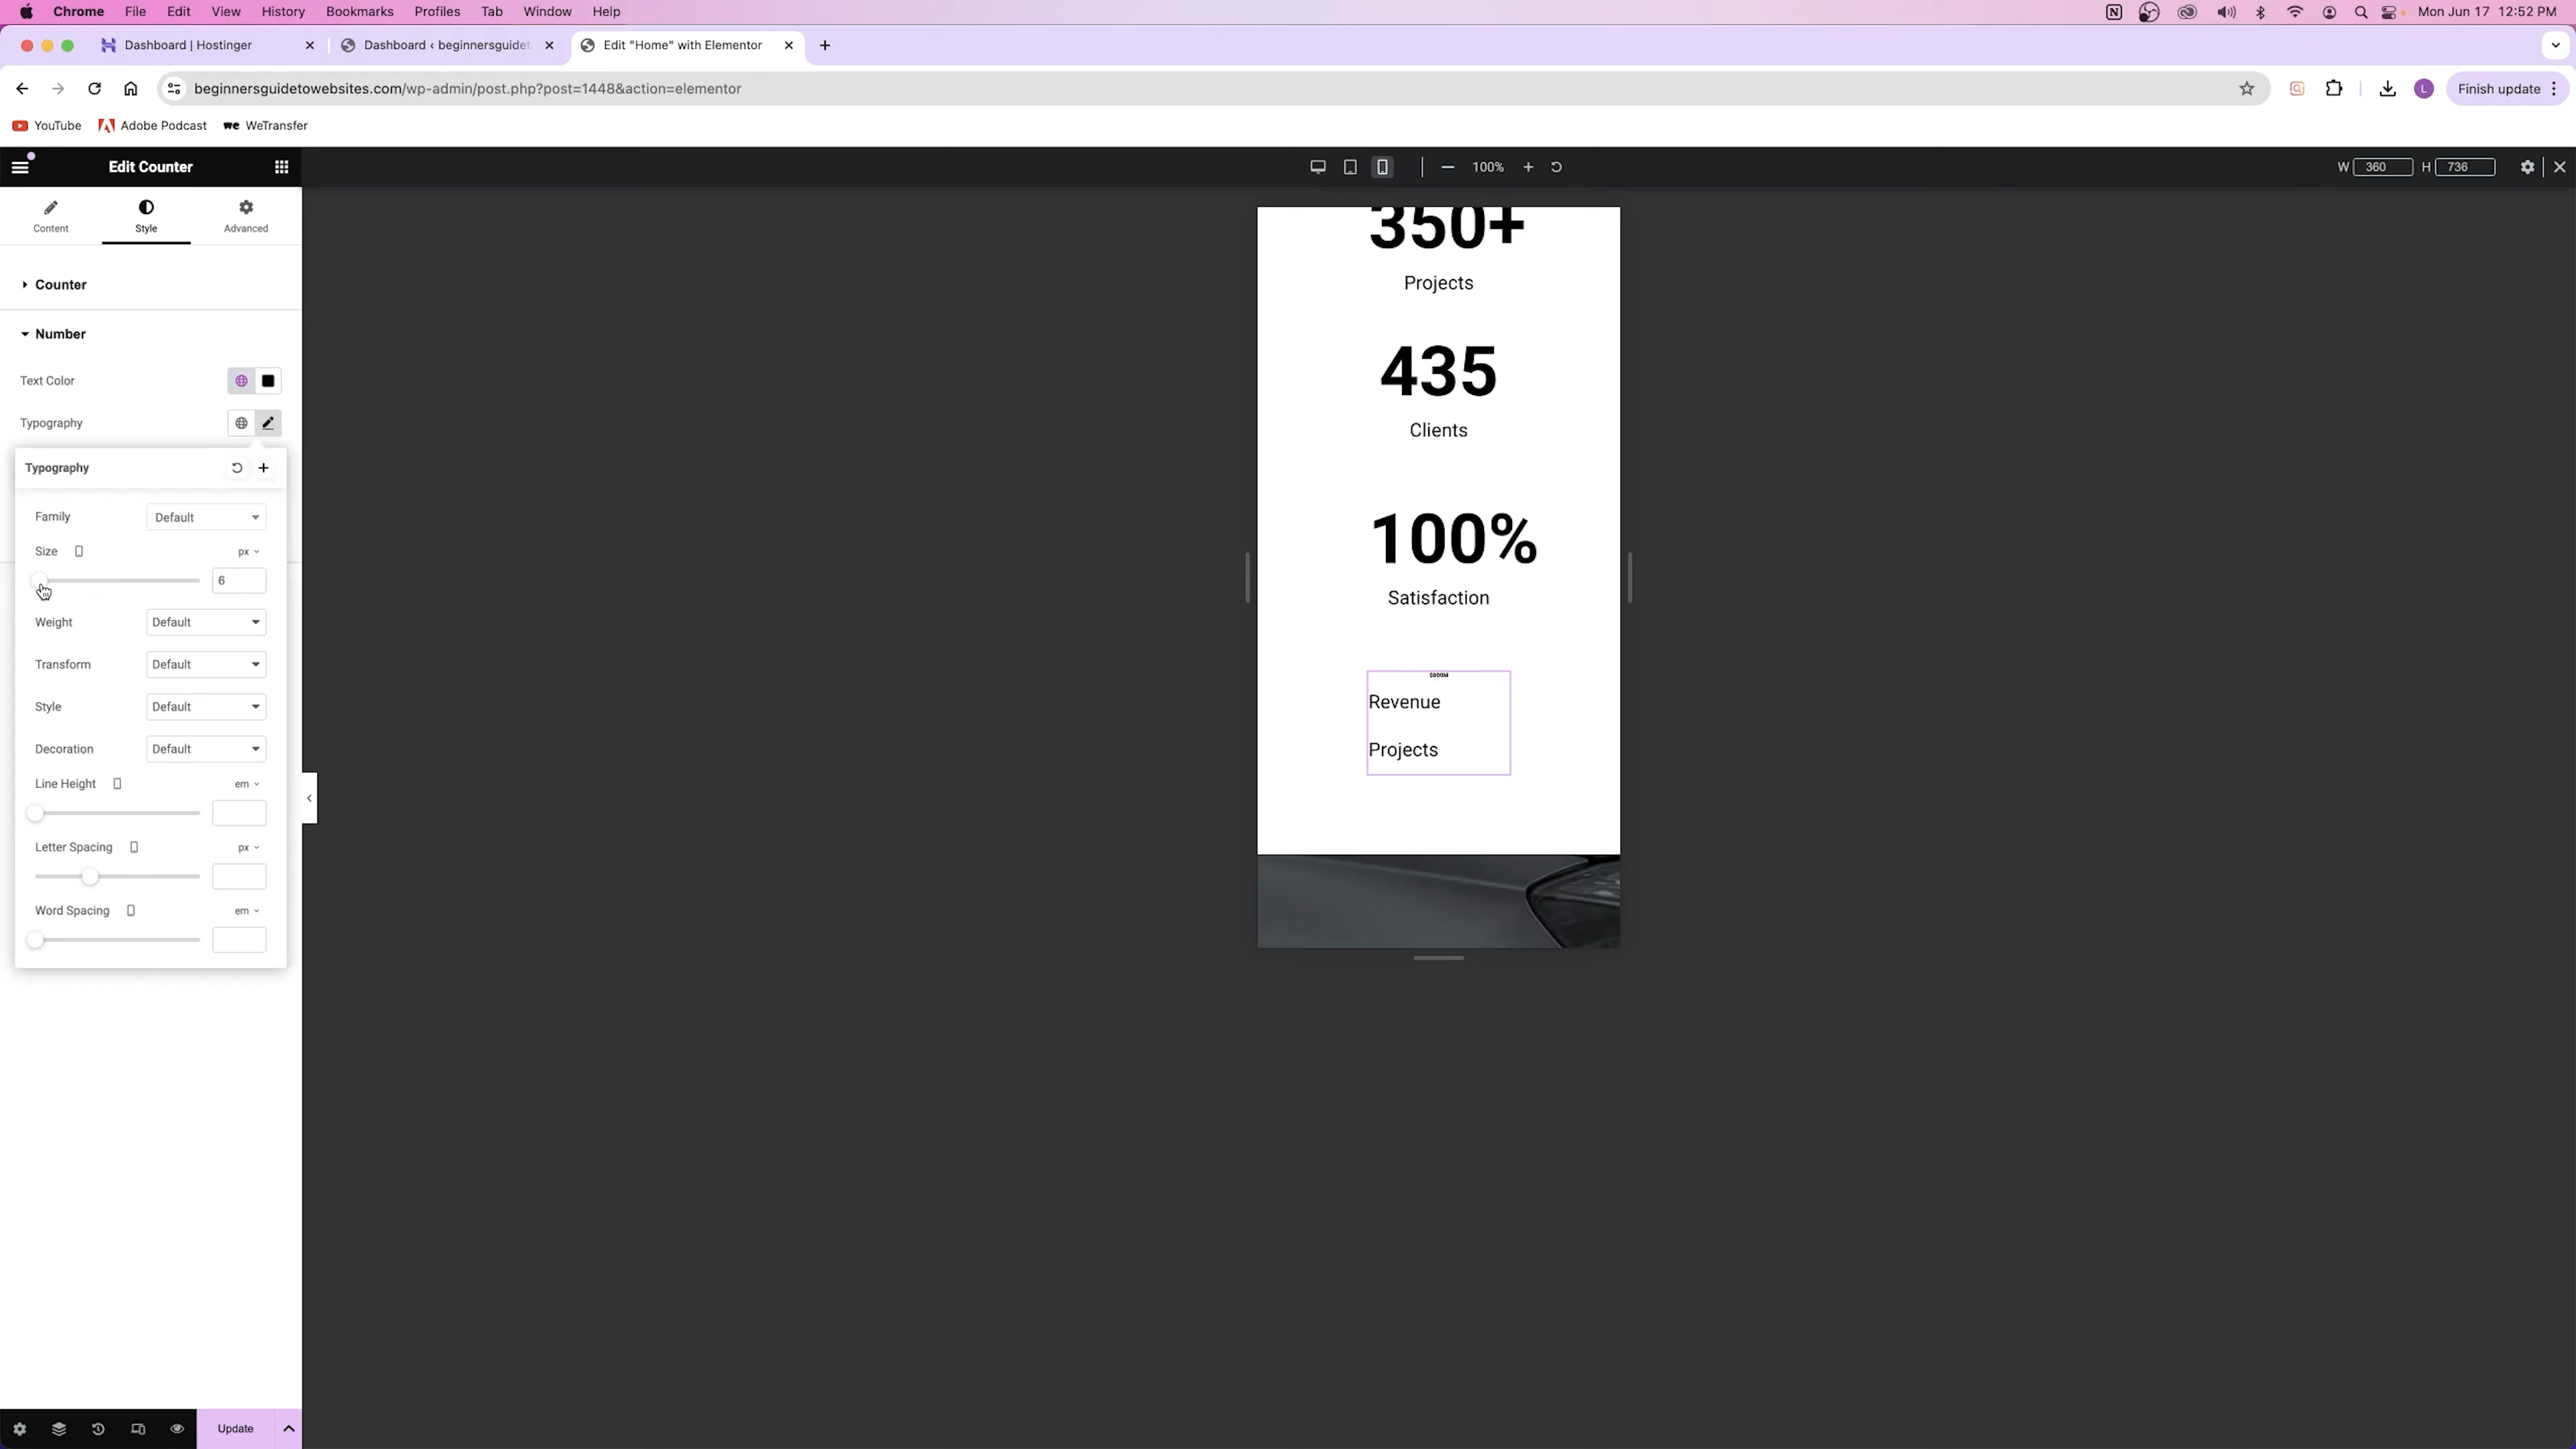 Chrome File Edit View History Bookmarks Profiles Tab Window Help Mon Jun 17 12:52 PM
Dashboard | Hostinger Dashboard ‹ beginnersguidet Edit "Home" with Elementor
beginnersguidetowebsites.com/wp-admin/post.php?post=1448&action=elementor L Finish update
YouTube Adobe Podcast WeTransfer
Edit Counter 100% W 360 H 736
Content Style Advanced
Counter
Number
Text Color
Typography
Typography
Family Default
Size px
6
Weight Default
Transform Default
Style Default
Decoration Default
Line Height em
Letter Spacing px
Word Spacing em
Update
350+
Projects
435
Clients
100%
Satisfaction
$800M
Revenue
Projects